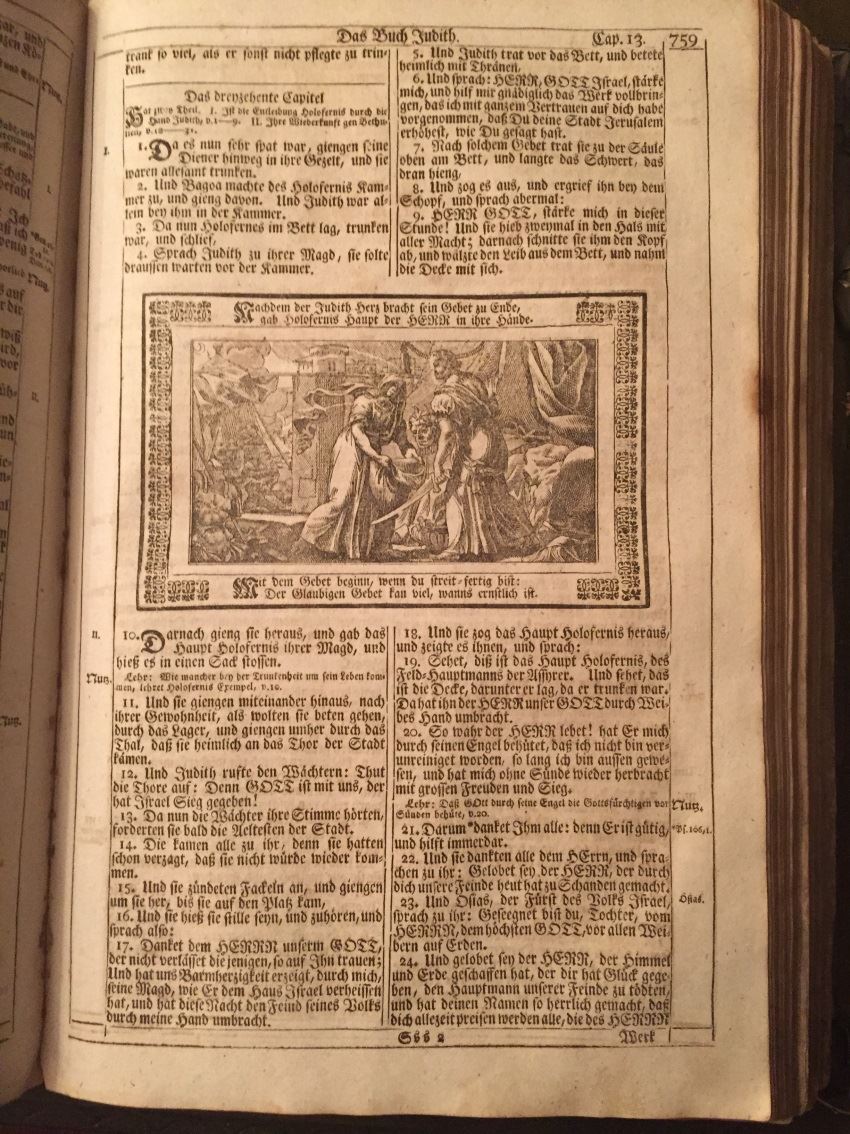 Das Buch Judith. Cap. 13. 759
trank so viel, als er sonst nicht pflegte zu trin-
ken.
Das dreyzehente Capitel
Hat zwey Theil. I. Ist die Entleibung Holofernis durch die
Hand Judith, v.1—9. II. Ihre Wiederkunft gen Bethu-
I.
1. Da es nun sehr spat war, giengen seine
Diener hinweg in ihre Gezelt, und sie
waren allesamt trunken.
2. Und Bagoa machte des Holofernis Kam-
mer zu, und gieng davon. Und Judith war al-
lein bey ihm in der Kammer.
3. Da nun Holofernes im Bett lag, trunken
war, und schlief,
4. Sprach Judith zu ihrer Magd, sie solte
draussen warten vor der Kammer.
5. Und Judith trat vor das Bett, und betete
heimlich mit Thränen,
6. Und sprach: HERR, GOTT Israel, stärke
mich, und hilf mir gnädiglich das Werk vollbrin-
gen, das ich mit ganzem Vertrauen auf dich habe
vorgenommen, daß Du deine Stadt Jerusalem
erhöhest, wie Du gesagt hast.
7. Nach solchem Gebet trat sie zu der Säule
oben am Bett, und langte das Schwert, das
dran hieng,
8. Und zog es aus, und ergrief ihn bey dem
Schopf, und sprach abermal:
9. HERR GOTT, stärke mich in dieser
Stunde! Und sie hieb zweymal in den Hals mit
aller Macht; darnach schnitte sie ihm den Kopf
ab, und wälzte den Leib aus dem Bett, und nahm
die Decke mit sich.
Nachdem der Judith Herz bracht sein Gebet zu Ende,
gab Holofernis Haupt der HERR in ihre Hände.
Mit dem Gebet beginn, wenn du streit-fertig bist:
Der Glaubigen Gebet kan viel, wanns ernstlich ist.
II.
10. Darnach gieng sie heraus, und gab das
Haupt Holofernis ihrer Magd, und
hieß es in einen Sack stossen.
Nutz.
Lehr: Wie mancher bey der Trunkenheit um sein Leben kom-
men, lehret Holofernis Exempel, v.10.
11. Und sie giengen miteinander hinaus, nach
ihrer Gewohnheit, als wolten sie beten gehen,
durch das Lager, und giengen umher durch das
Thal, daß sie heimlich an das Thor der Stadt
kämen.
12. Und Judith rufte den Wächtern: Thut
die Thore auf: Denn GOTT ist mit uns, der
hat Israel Sieg gegeben!
13. Da nun die Wächter ihre Stimme hörten,
forderten sie bald die Aeltesten der Stadt.
14. Die kamen alle zu ihr, denn sie hatten
schon verzagt, daß sie nicht würde wieder kom-
men.
15. Und sie zündeten Fackeln an, und giengen
um sie her, bis sie auf den Platz kam,
16. Und sie hieß sie stille seyn, und zuhören, und
sprach also:
17. Danket dem HERRN unserm GOTT,
der nicht verlässet die jenigen, so auf Ihn trauen;
Und hat uns Barmherzigkeit erzeigt, durch mich,
seine Magd, wie Er dem Haus Israel verheissen
hat, und hat diese Nacht den Feind seines Volks
durch meine Hand umbracht.
18. Und sie zog das Haupt Holofernis heraus,
und zeigte es ihnen, und sprach:
19. Sehet, diß ist das Haupt Holofernis, des
Feld-Hauptmanns der Assyrer. Und sehet, das
ist die Decke, darunter er lag, da er trunken war.
Da hat ihn der HERR unser GOTT durch Wei-
bes Hand umbracht.
20. So wahr der HERR lebet! hat Er mich
durch seinen Engel behütet, daß ich nicht bin ver-
unreiniget worden, so lang ich bin aussen gewe-
sen, und hat mich ohne Sünde wieder herbracht
mit grossen Freuden und Sieg.
Lehr: Daß GOtt durch seine Engel die Gottsfürchtigen vor
Sünden behüte, v.20.
Nutz.
21. Darum *danket Ihm alle: denn Er ist gütig,
und hilft immerdar.
*Ps. 106,1.
22. Und sie dankten alle dem HErrn, und spra-
chen zu ihr: Gelobet sey der HERR, der durch
dich unsere Feinde heut hat zu Schanden gemacht.
23. Und Osias, der Fürst des Volks Israel,
sprach zu ihr: Gesegnet bist du, Tochter, vom
HERRN, dem höchsten GOTT, vor allen Wei-
bern auf Erden.
Osias.
24. Und gelobet sey der HERR, der Himmel
und Erde geschaffen hat, der dir hat Glück gege-
ben, den Hauptmann unserer Feinde zu tödten,
und hat deinen Namen so herrlich gemacht, daß
dich allezeit preisen werden alle, die des HERRN
Sss 2 Werk